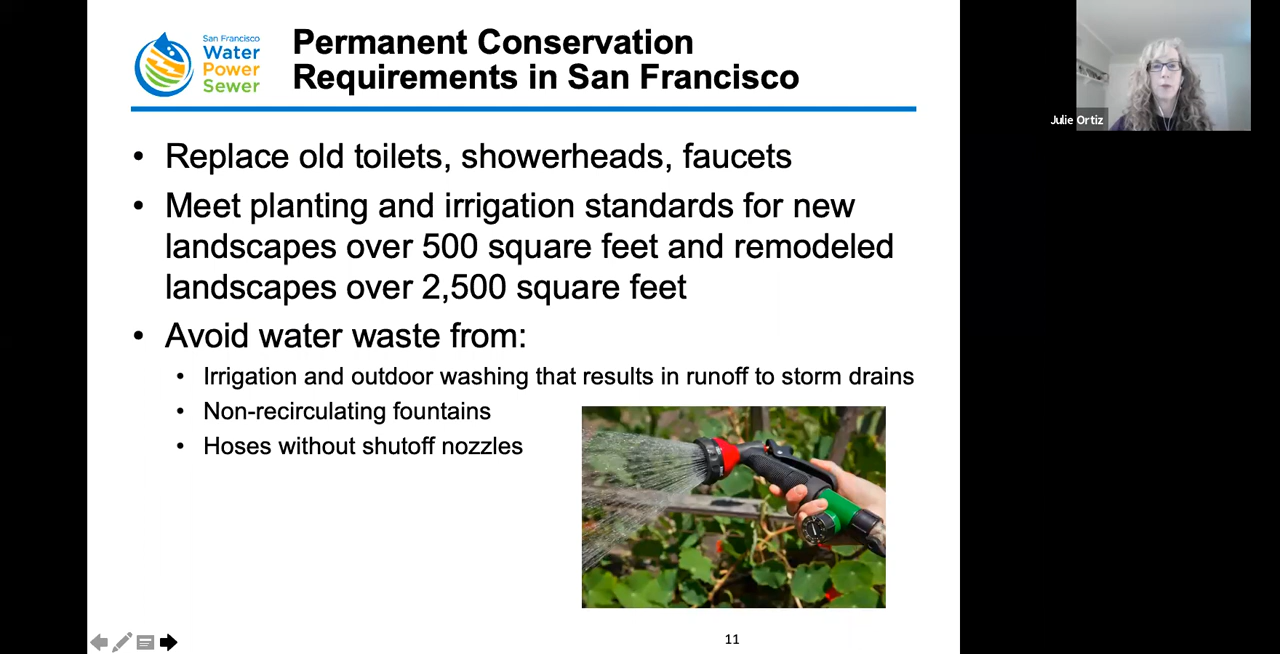 San Francisco
Water
Power
Sewer
Permanent Conservation
Requirements in San Francisco
• Replace old toilets, showerheads, faucets
• Meet planting and irrigation standards for new
landscapes over 500 square feet and remodeled
landscapes over 2,500 square feet
• Avoid water waste from:
• Irrigation and outdoor washing that results in runoff to storm drains
• Non-recirculating fountains
• Hoses without shutoff nozzles
11
Julie Ortiz